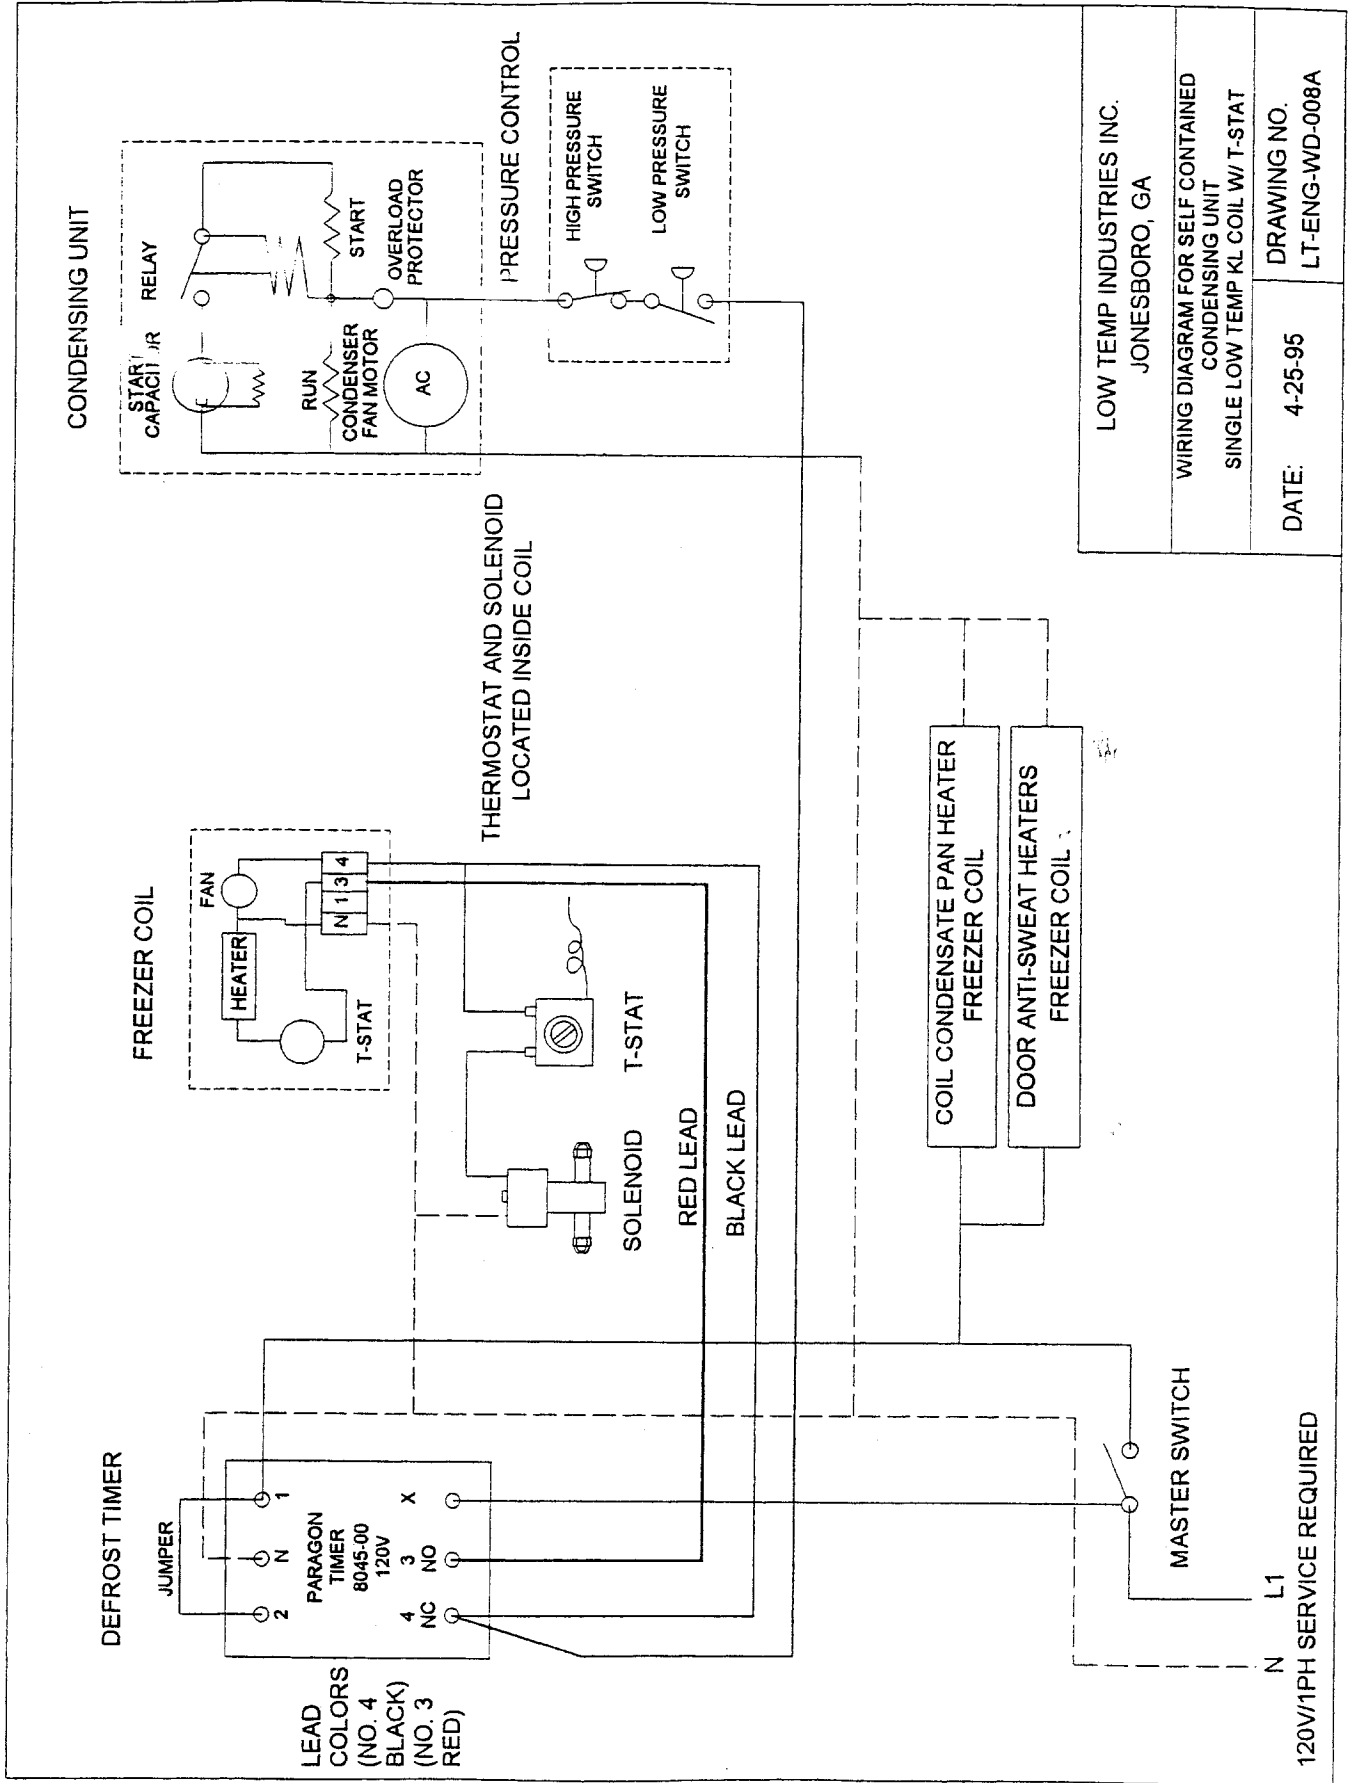 DEFROST TIMER
JUMPER
2
N
1
PARAGON
TIMER
8045-00
120V
4
3
X
NC
NO
LEAD
COLORS
(NO. 4
BLACK)
(NO. 3
RED)
FREEZER COIL
FAN
HEATER
T-STAT
N 1 3 4
THERMOSTAT AND SOLENOID
LOCATED INSIDE COIL
SOLENOID
T-STAT
RED LEAD
BLACK LEAD
CONDENSING UNIT
START
CAPACITOR
RELAY
RUN
START
CONDENSER
FAN MOTOR
OVERLOAD
PROTECTOR
AC
PRESSURE CONTROL
HIGH PRESSURE
SWITCH
LOW PRESSURE
SWITCH
COIL CONDENSATE PAN HEATER
FREEZER COIL
DOOR ANTI-SWEAT HEATERS
FREEZER COIL
MASTER SWITCH
N
L1
120V/1PH SERVICE REQUIRED
LOW TEMP INDUSTRIES INC.
JONESBORO, GA
WIRING DIAGRAM FOR SELF CONTAINED
CONDENSING UNIT
SINGLE LOW TEMP KL COIL W/ T-STAT
DATE: 4-25-95
DRAWING NO.
LT-ENG-WD-008A